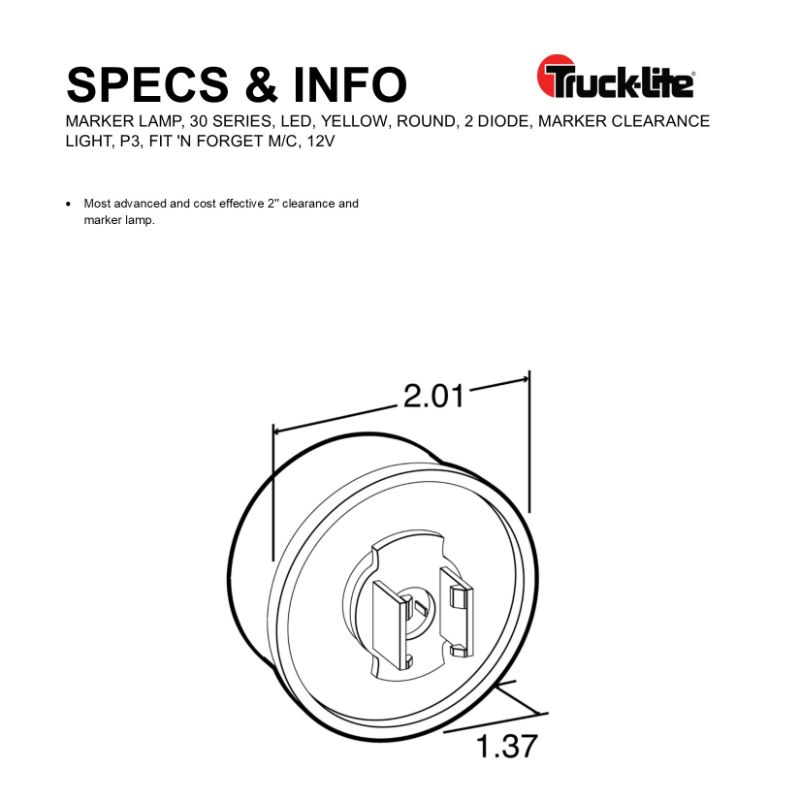 SPECS & INFO
Truck-Lite®
MARKER LAMP, 30 SERIES, LED, YELLOW, ROUND, 2 DIODE, MARKER CLEARANCE
LIGHT, P3, FIT 'N FORGET M/C, 12V
• Most advanced and cost effective 2" clearance and
marker lamp.
2.01
1.37